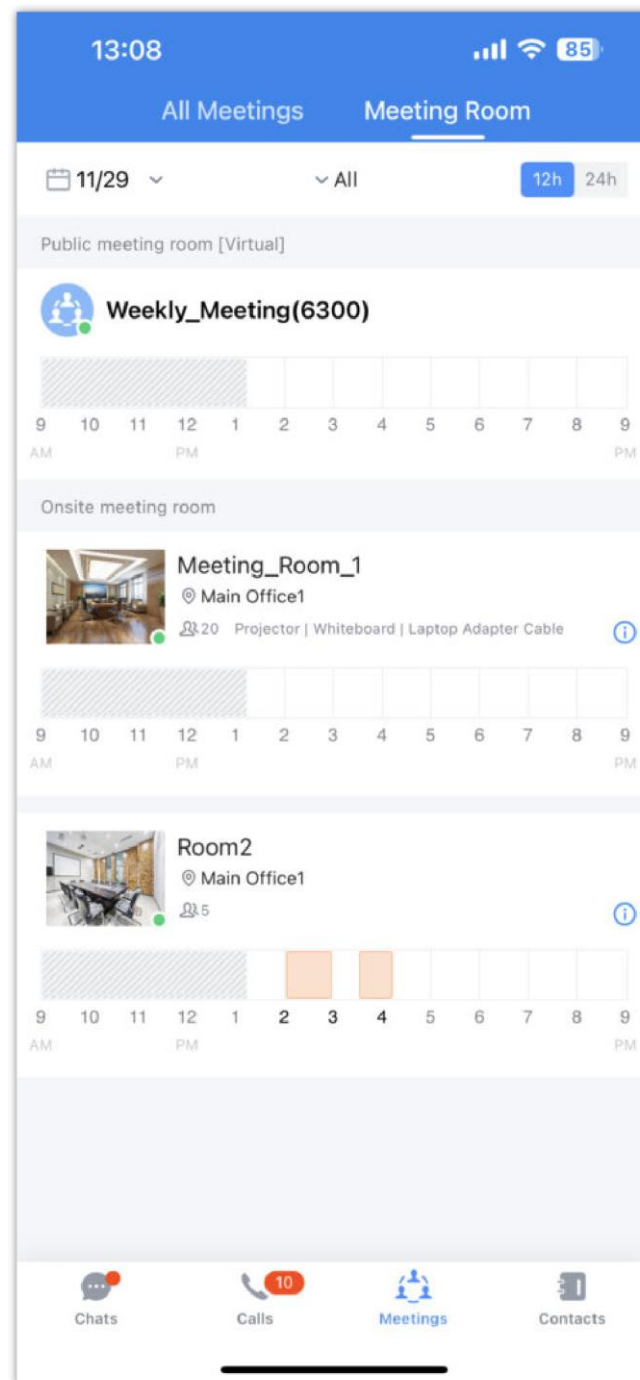 13:08 85
All Meetings Meeting Room
11/29 All 12h 24h
Public meeting room [Virtual]
Weekly_Meeting(6300)
9 10 11 12 1 2 3 4 5 6 7 8 9
AM PM PM
Onsite meeting room
Meeting_Room_1
Main Office1
20 Projector | Whiteboard | Laptop Adapter Cable
9 10 11 12 1 2 3 4 5 6 7 8 9
AM PM PM
Room2
Main Office1
5
9 10 11 12 1 2 3 4 5 6 7 8 9
AM PM PM
10
Chats Calls Meetings Contacts